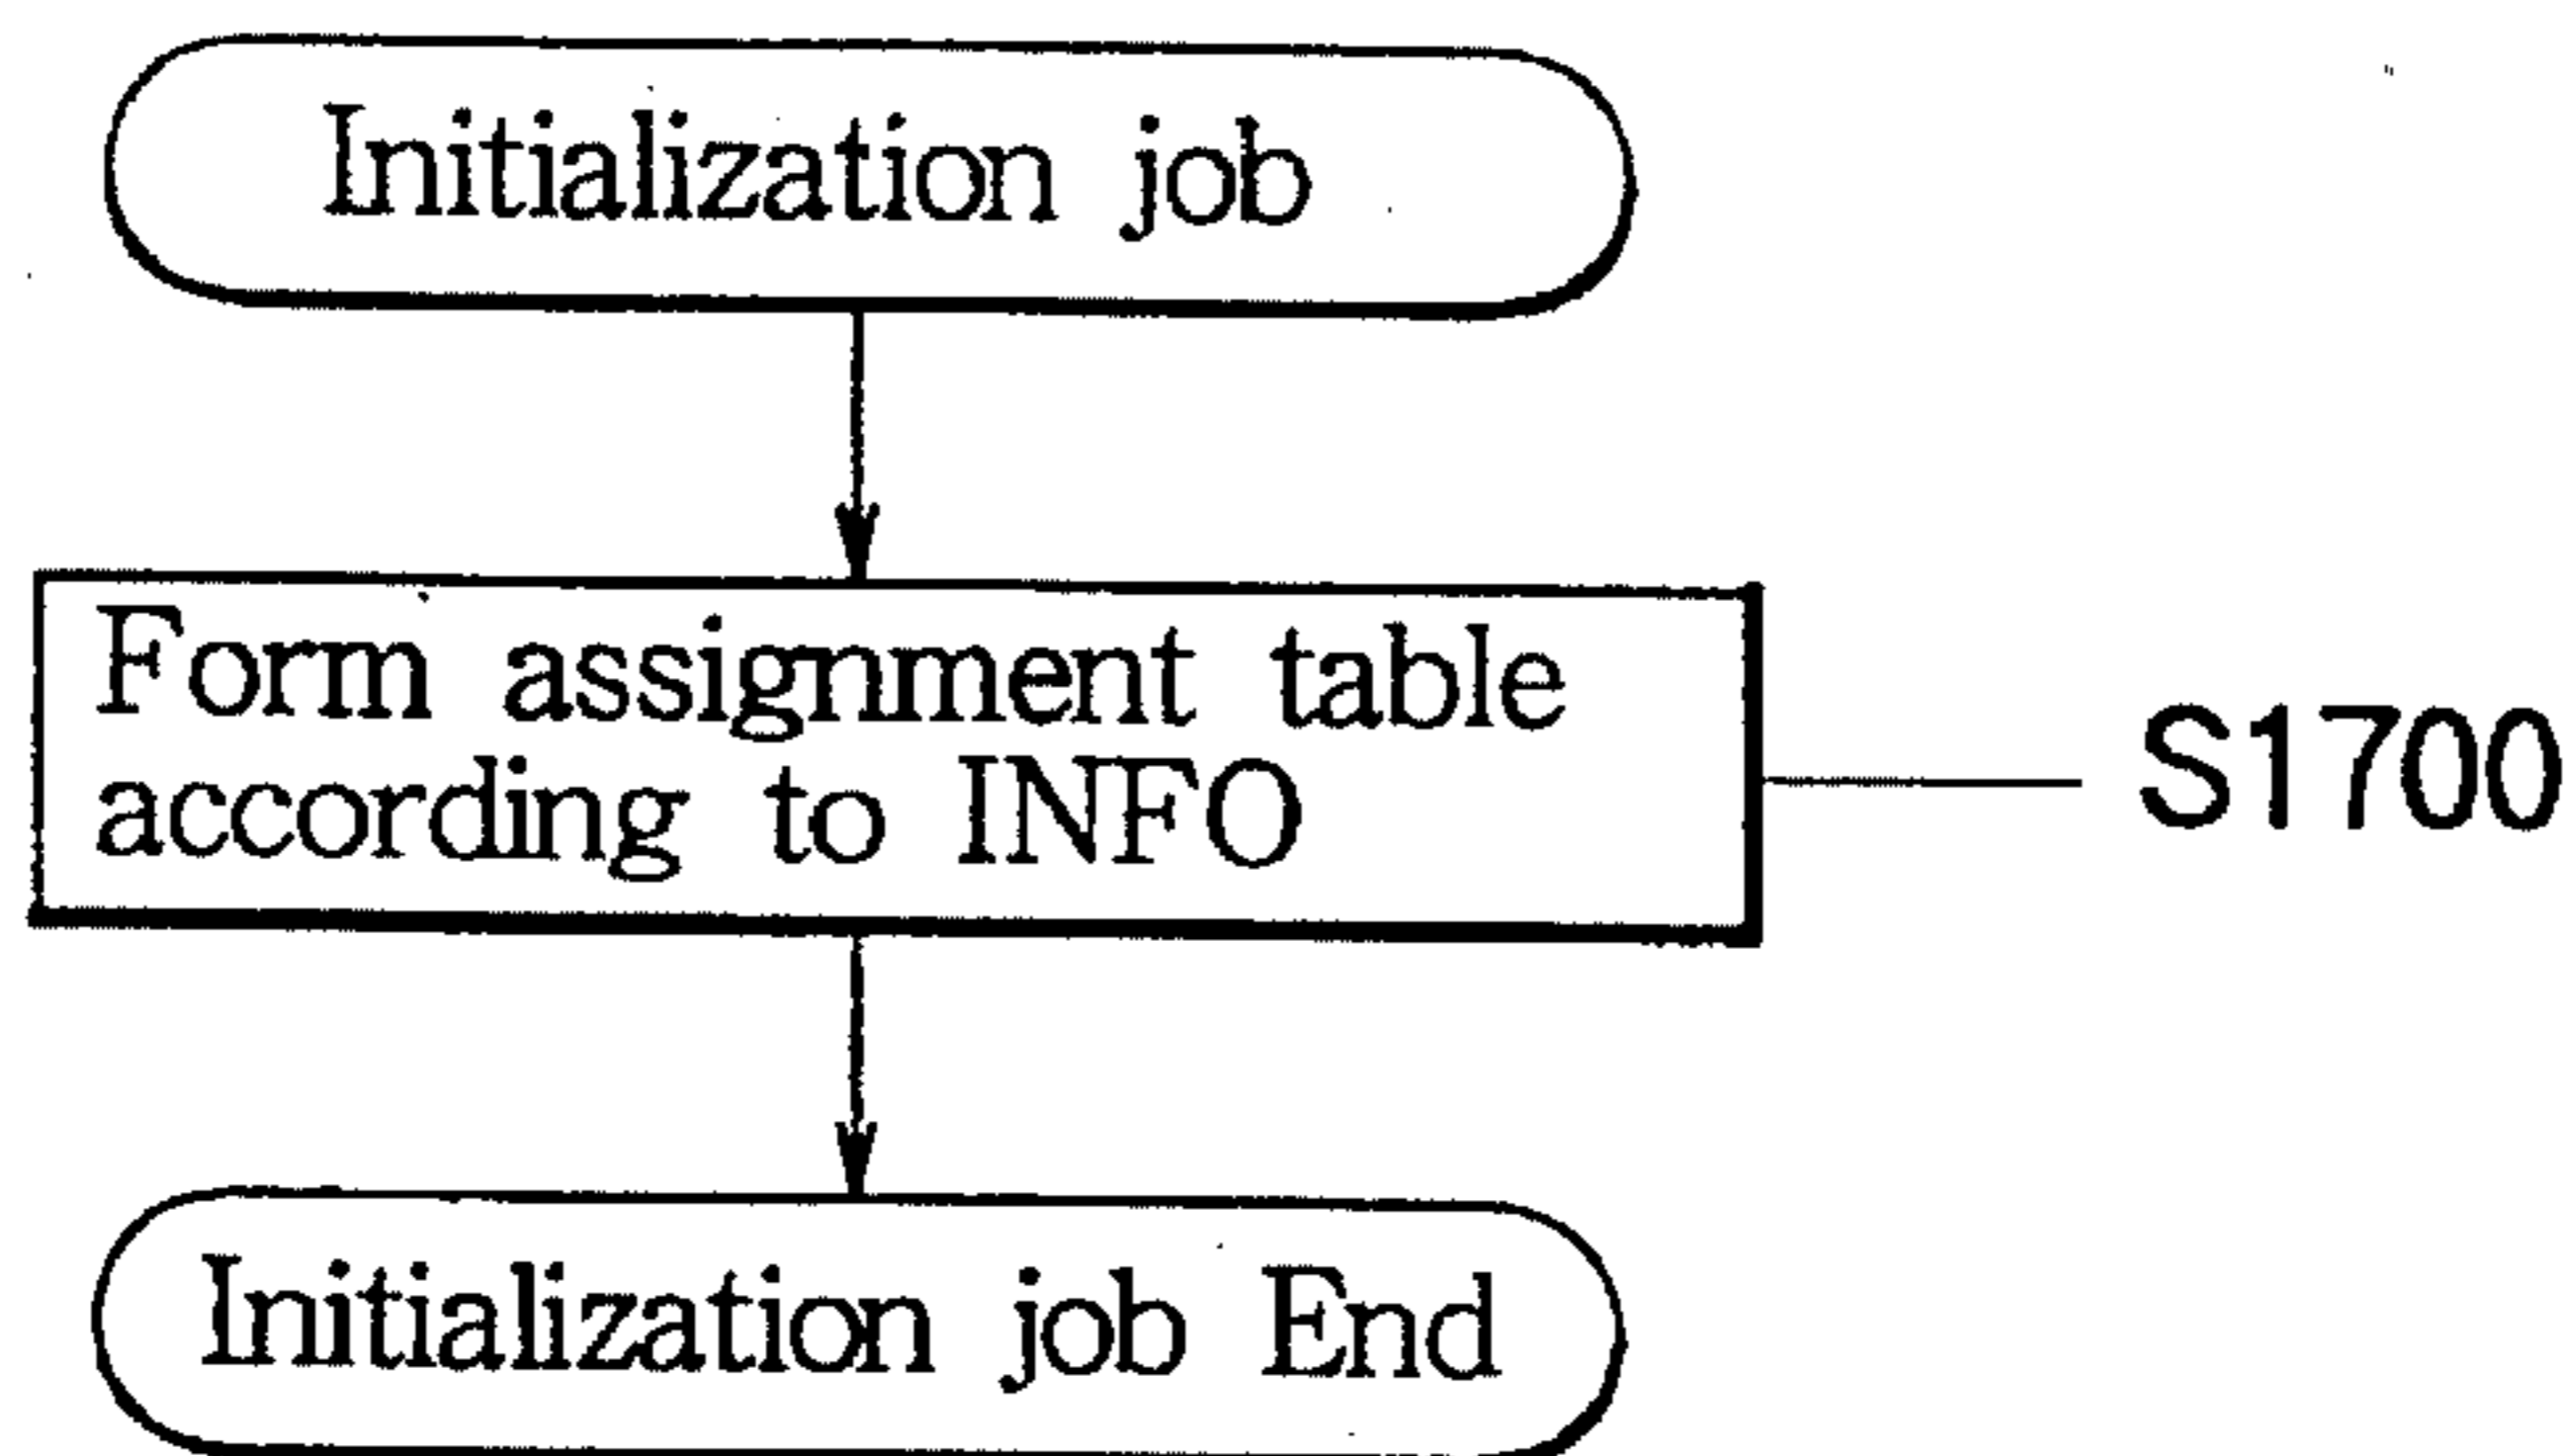 Initialization job
Form assignment table
according to INFO
S1700
Initialization job End